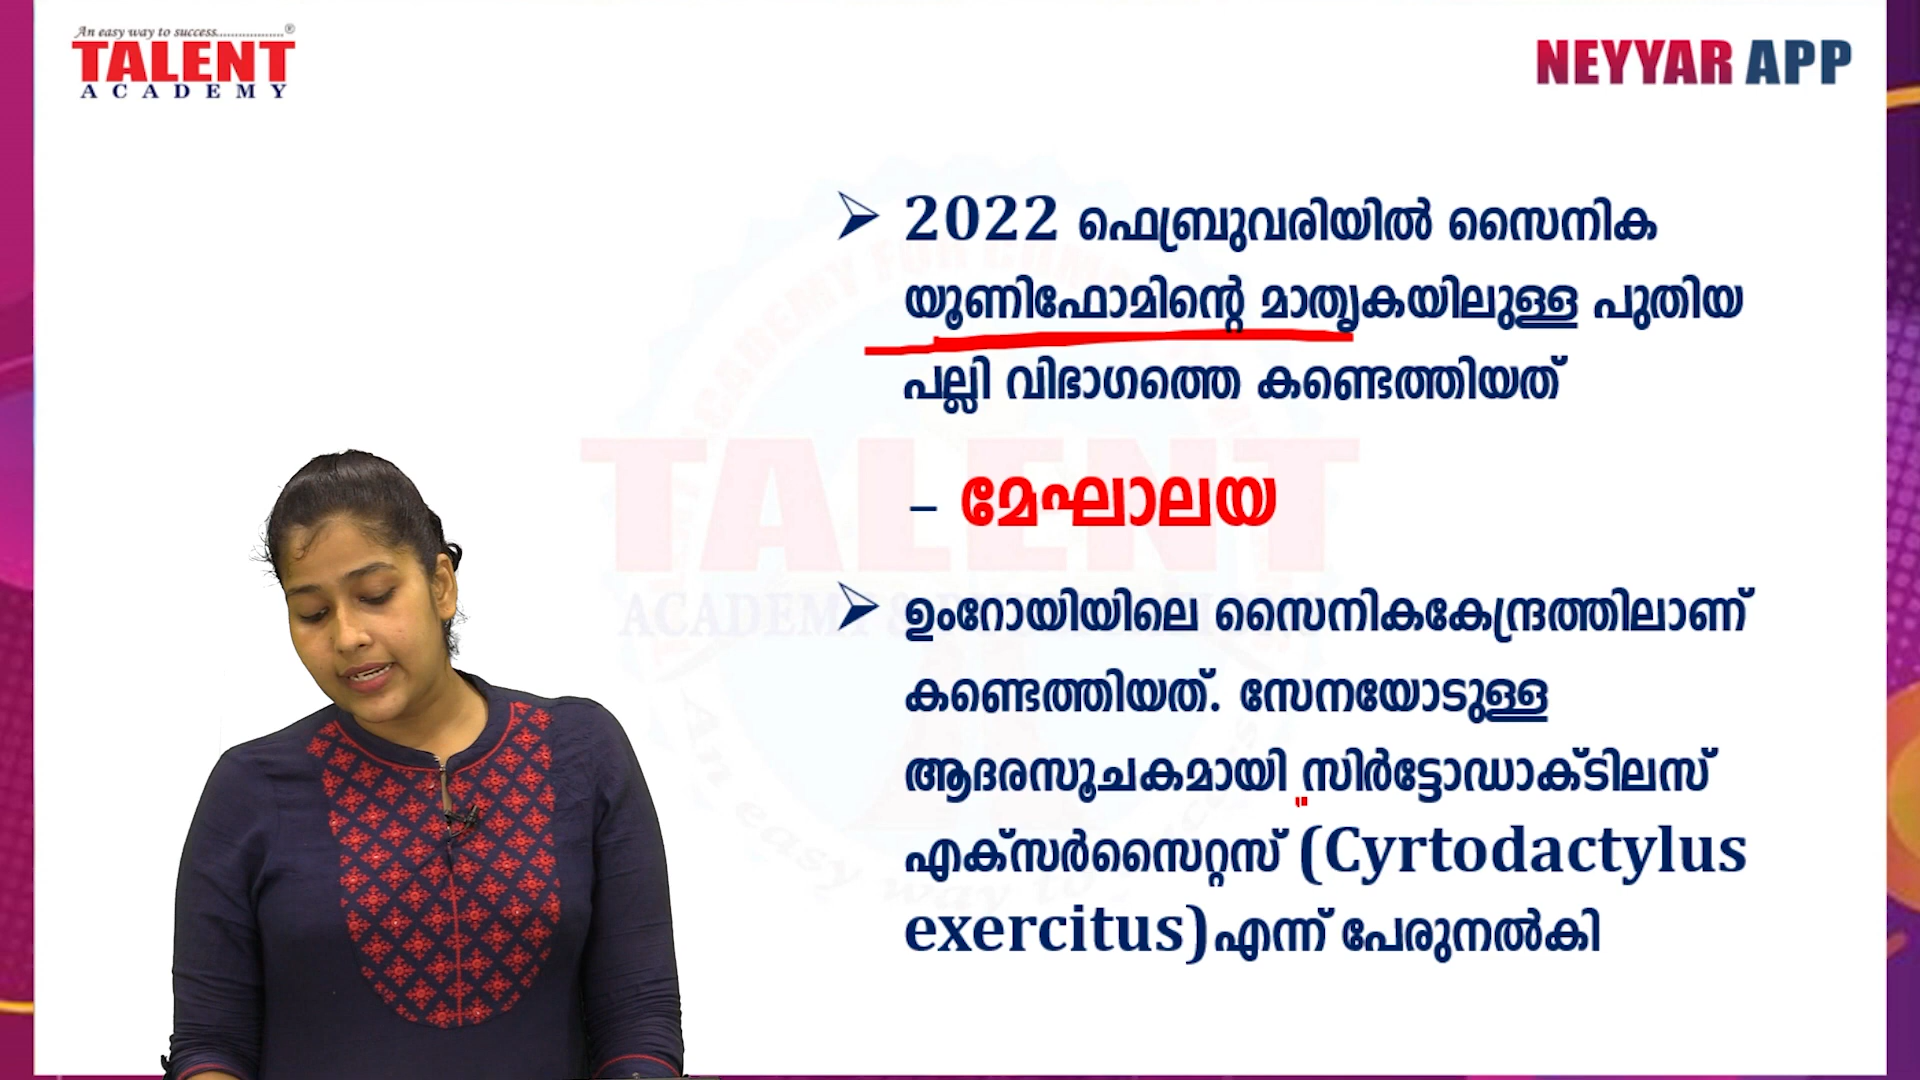 An easy way to success..................®
TALENT
ACADEMY
NEYYAR APP
➢ 2022 ഫെബ്രുവരിയിൽ സൈനിക
യൂണിഫോമിന്റെ മാതൃകയിലുള്ള പുതിയ
പല്ലി വിഭാഗത്തെ കണ്ടെത്തിയത്
– മേഘാലയ
➢ ഉംറോയിയിലെ സൈനികകേന്ദ്രത്തിലാണ്
കണ്ടെത്തിയത്. സേനയോടുള്ള
ആദരസൂചകമായി സിർട്ടോഡാക്ടിലസ്
എക്സർസൈറ്റസ് (Cyrtodactylus
exercitus)എന്ന് പേരുനൽകി
TALENT